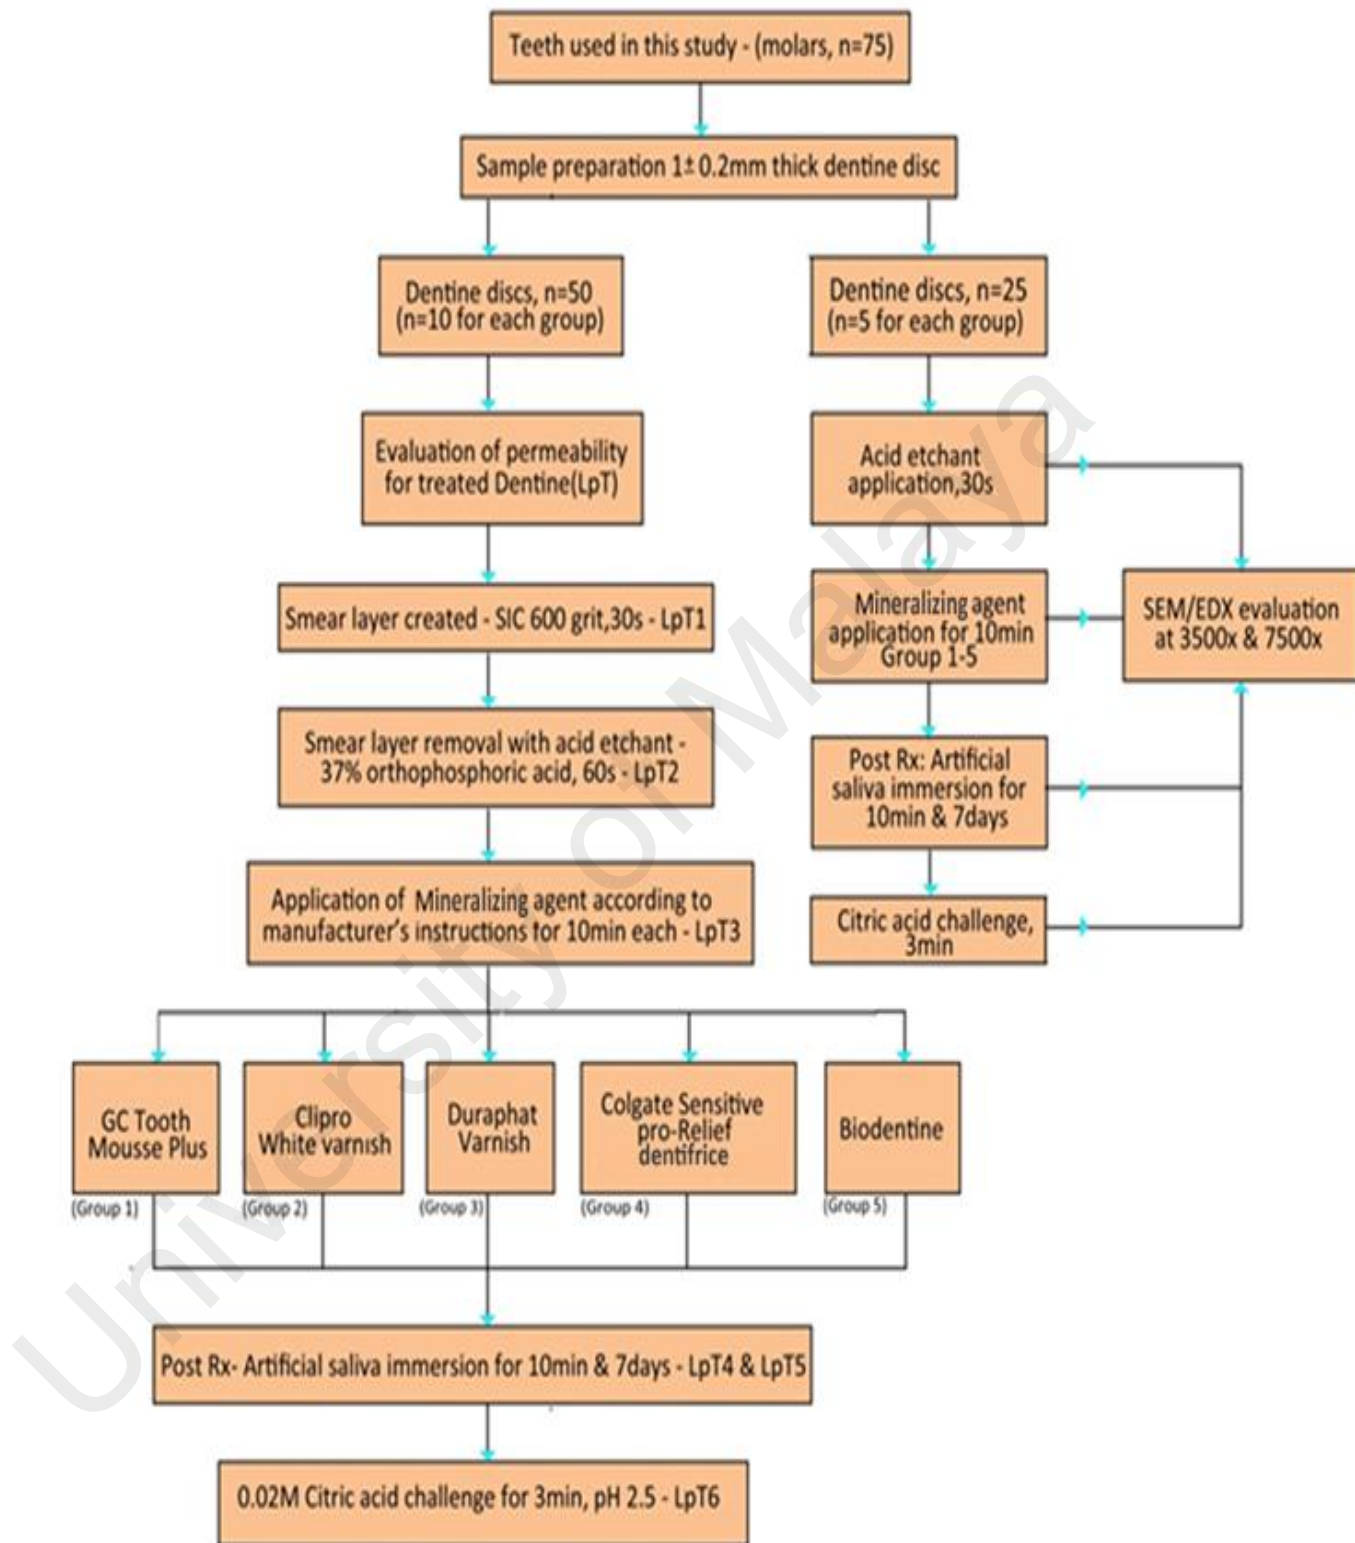 Teeth used in this study - (molars, n=75)
Sample preparation 1± 0.2mm thick dentine disc
Dentine discs, n=50
(n=10 for each group)
Dentine discs, n=25
(n=5 for each group)
Evaluation of permeability
for treated Dentine(LpT)
Acid etchant
application,30s
Smear layer created - SIC 600 grit,30s - LpT1
Mineralizing agent
application for 10min
Group 1-5
SEM/EDX evaluation
at 3500x & 7500x
Smear layer removal with acid etchant -
37% orthophosphoric acid, 60s - LpT2
Post Rx: Artificial
saliva immersion for
10min & 7days
Application of Mineralizing agent according to
manufacturer's instructions for 10min each - LpT3
Citric acid challenge,
3min
GC Tooth
Mousse Plus
(Group 1)
Clipro
White varnish
(Group 2)
Duraphat
Varnish
(Group 3)
Colgate Sensitive
pro-Relief
dentifrice
(Group 4)
Biodentine
(Group 5)
Post Rx- Artificial saliva immersion for 10min & 7days - LpT4 & LpT5
0.02M Citric acid challenge for 3min, pH 2.5 - LpT6
University of Malaya